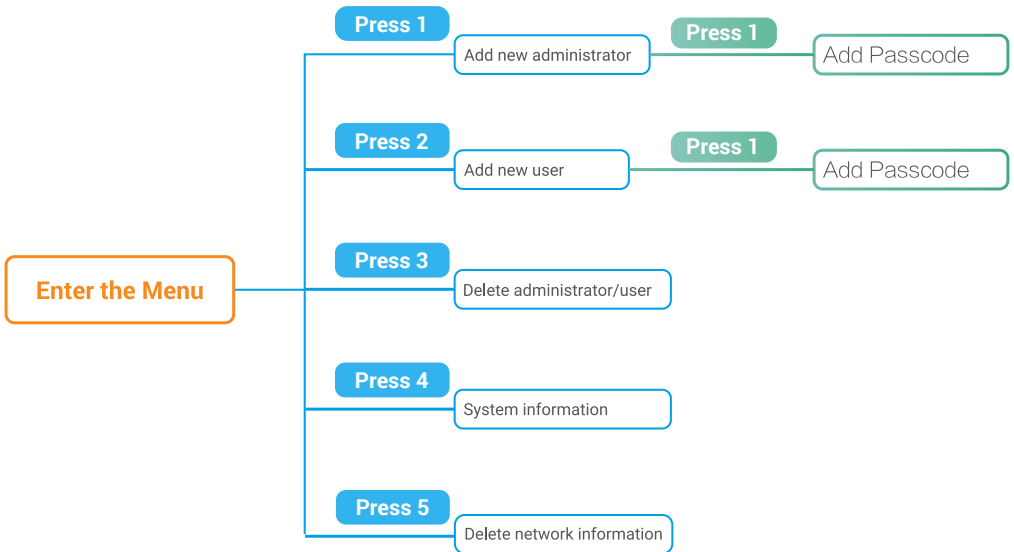 Press 1
Add new administrator
Press 1
Add Passcode
Press 2
Add new user
Press 1
Add Passcode
Enter the Menu
Press 3
Delete administrator/user
Press 4
System information
Press 5
Delete network information